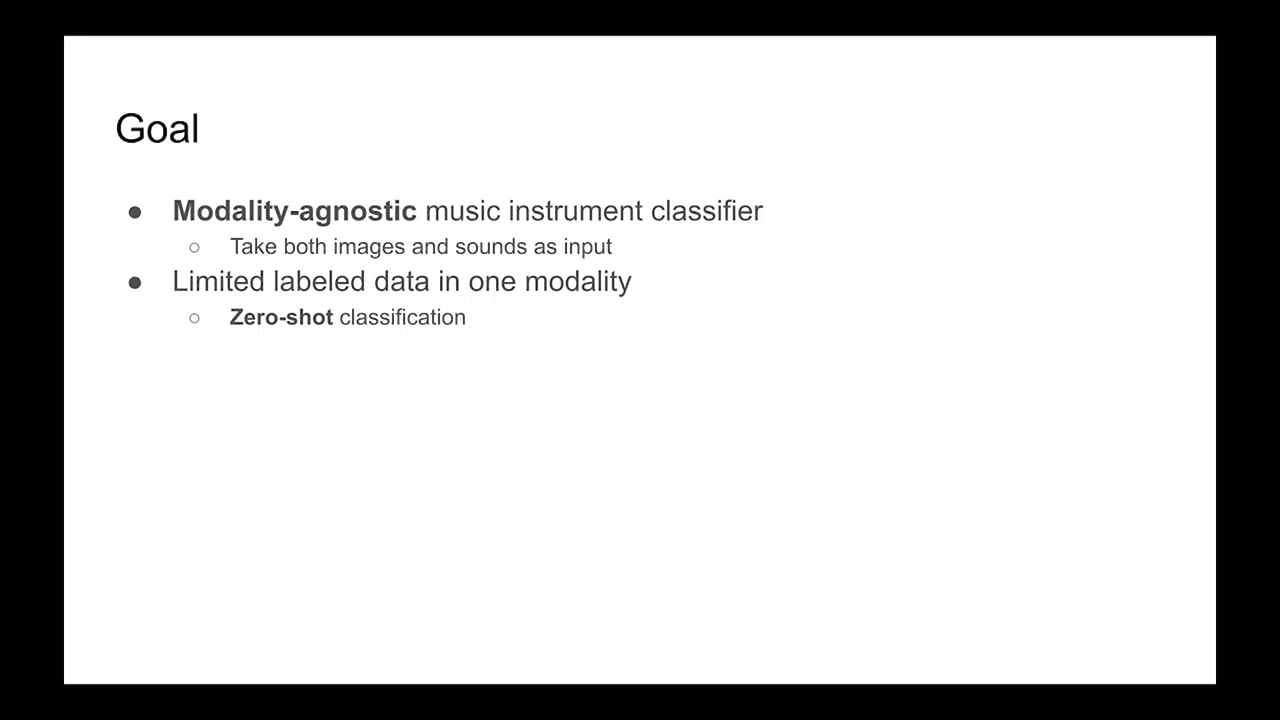 Goal
● Modality-agnostic music instrument classifier
○ Take both images and sounds as input
● Limited labeled data in one modality
○ Zero-shot classification